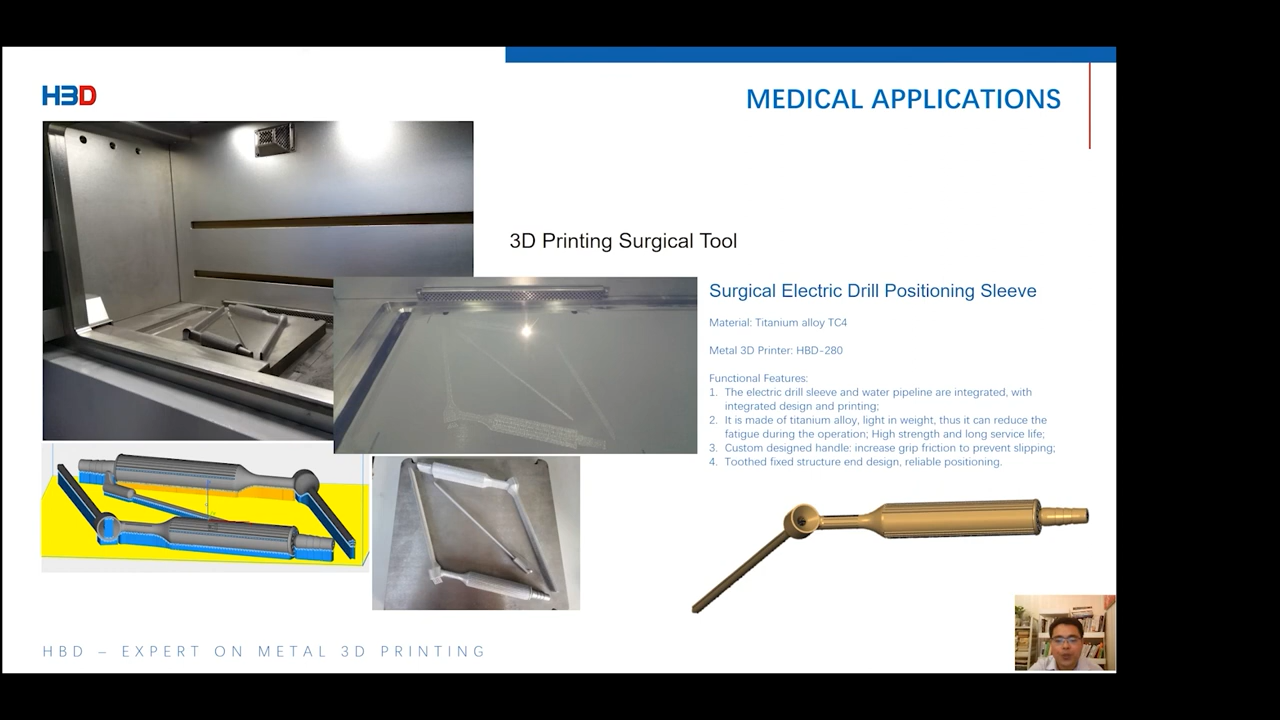 HBD
MEDICAL APPLICATIONS
3D Printing Surgical Tool
Surgical Electric Drill Positioning Sleeve
Material: Titanium alloy TC4
Metal 3D Printer: HBD-280
Functional Features:
1. The electric drill sleeve and water pipeline are integrated, with
integrated design and printing;
2. It is made of titanium alloy, light in weight, thus it can reduce the
fatigue during the operation; High strength and long service life;
3. Custom designed handle: increase grip friction to prevent slipping;
4. Toothed fixed structure end design, reliable positioning.
HBD – EXPERT ON METAL 3D PRINTING